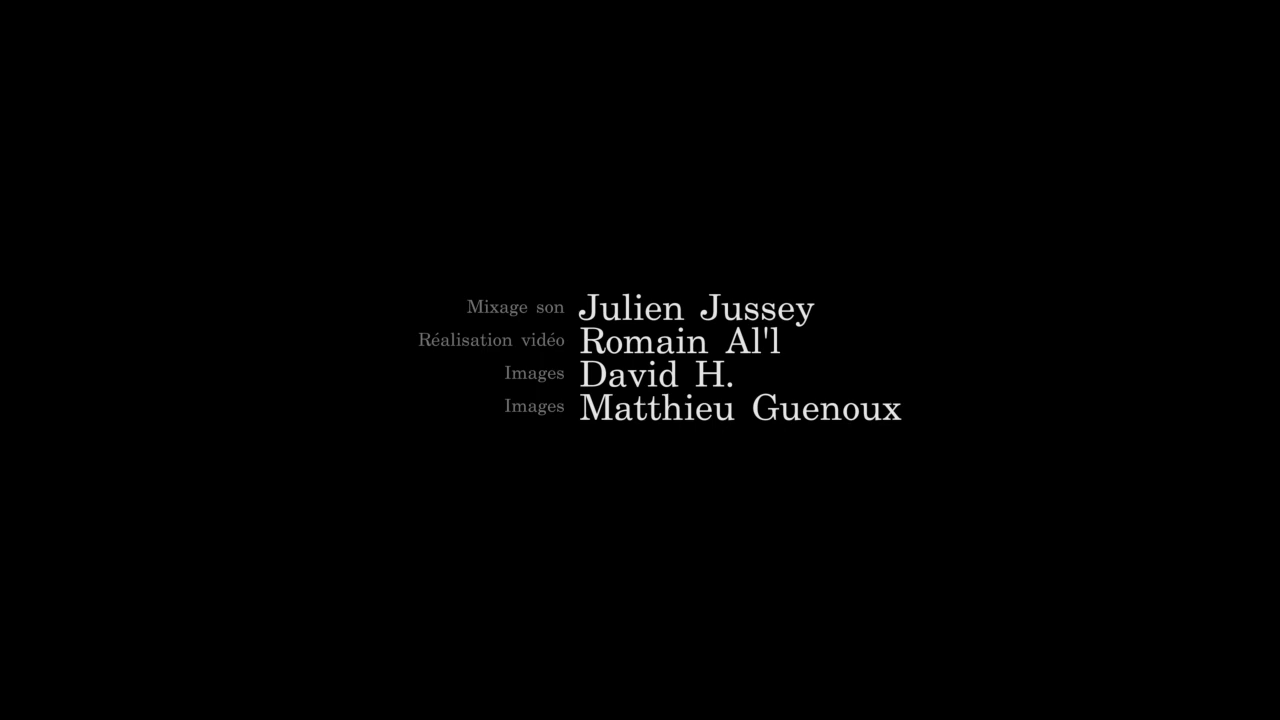 Mixage son Julien Jussey
Réalisation vidéo Romain Al'l
Images David H.
Images Matthieu Guenoux